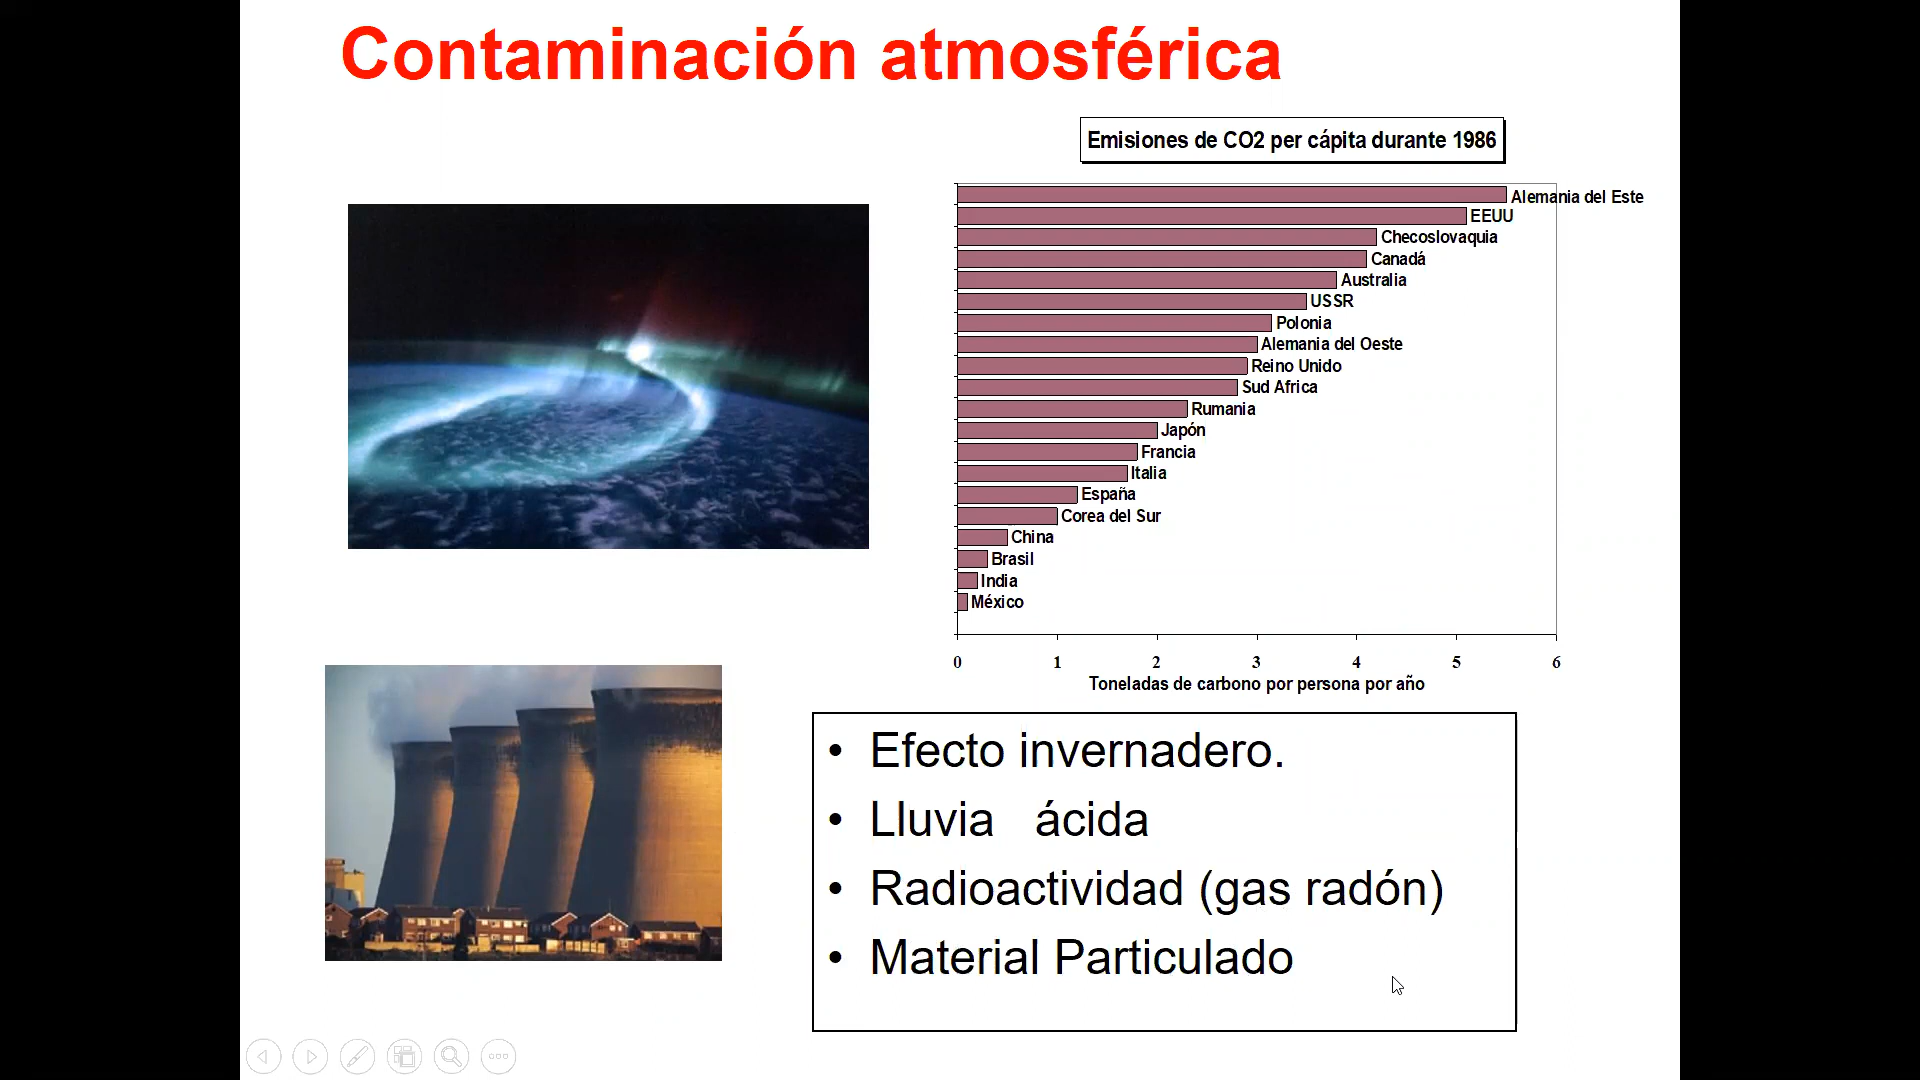 Contaminación atmosférica
Emisiones de CO2 per cápita durante 1986
Alemania del Este
EEUU
Checoslovaquia
Canadá
Australia
USSR
Polonia
Alemania del Oeste
Reino Unido
Sud Africa
Rumania
Japón
Francia
Italia
España
Corea del Sur
China
Brasil
India
México
0 1 2 3 4 5 6
Toneladas de carbono por persona por año
• Efecto invernadero.
• Lluvia ácida
• Radioactividad (gas radón)
• Material Particulado